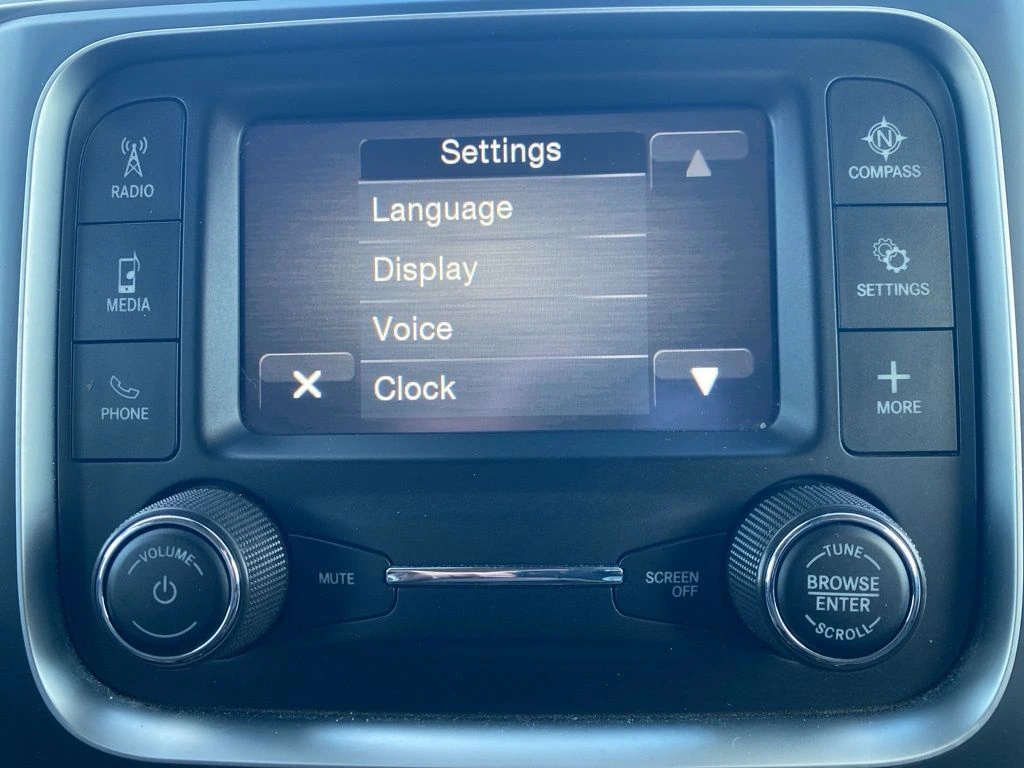 Settings
Language
Display
Voice
Clock
RADIO
MEDIA
PHONE
N
COMPASS
SETTINGS
MORE
VOLUME
MUTE
SCREEN
OFF
TUNE
BROWSE
ENTER
SCROLL